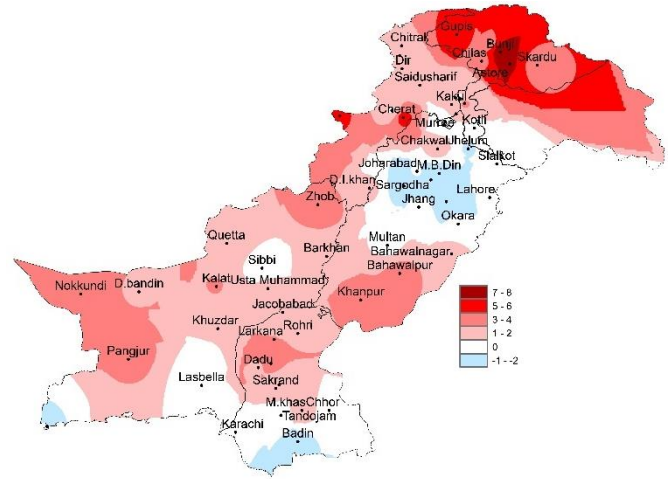 Gupis
Chitral
Bunji
Chilas
Skardu
Dir
Astore
Saidusharif
Kakul
Cherat
Murree
Kotli
Chakwal
Jhelum
Sialkot
Joharabad
M.B.Din
D.I.khan
Sargodha
Lahore
Zhob
Jhang
Okara
Quetta
Multan
Barkhan
Bahawalnagar
Sibbi
Bahawalpur
Nokkundi
D.bandin
Kalat
Usta Muhammad
Khanpur
Jacobabad
Khuzdar
Larkana
Rohri
Pangjur
Dadu
Lasbella
Sakrand
M.khas
Chhor
Tandojam
Karachi
Badin
7 - 8
5 - 6
3 - 4
1 - 2
0
-1 - -2